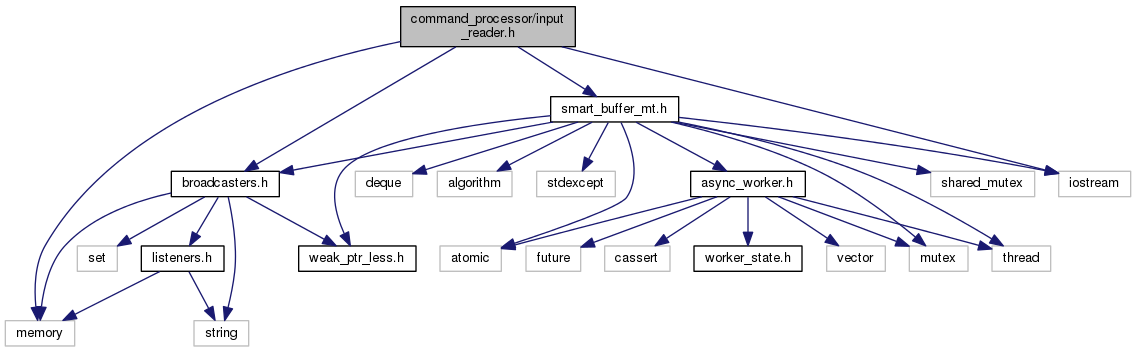 command_processor/input
_reader.h
smart_buffer_mt.h
broadcasters.h
deque
algorithm
stdexcept
async_worker.h
shared_mutex
iostream
set
listeners.h
weak_ptr_less.h
atomic
future
cassert
worker_state.h
vector
mutex
thread
memory
string